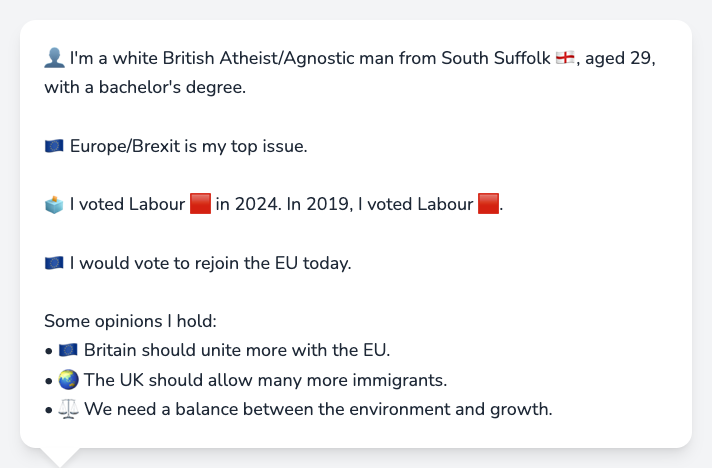 👤 I'm a white British Atheist/Agnostic man from South Suffolk 🏴󠁧󠁢󠁥󠁮󠁧󠁿, aged 29,
with a bachelor's degree.
🇪🇺 Europe/Brexit is my top issue.
🗳️ I voted Labour 🟥 in 2024. In 2019, I voted Labour 🟥.
🇪🇺 I would vote to rejoin the EU today.
Some opinions I hold:
• 🇪🇺 Britain should unite more with the EU.
• 🌏 The UK should allow many more immigrants.
• ⚖️ We need a balance between the environment and growth.